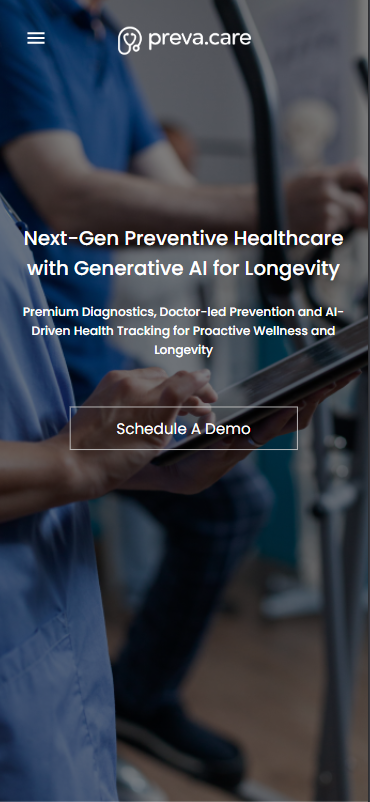 preva.care
Next-Gen Preventive Healthcare
with Generative AI for Longevity
Premium Diagnostics, Doctor-led Prevention and AI-
Driven Health Tracking for Proactive Wellness and
Longevity
Schedule A Demo